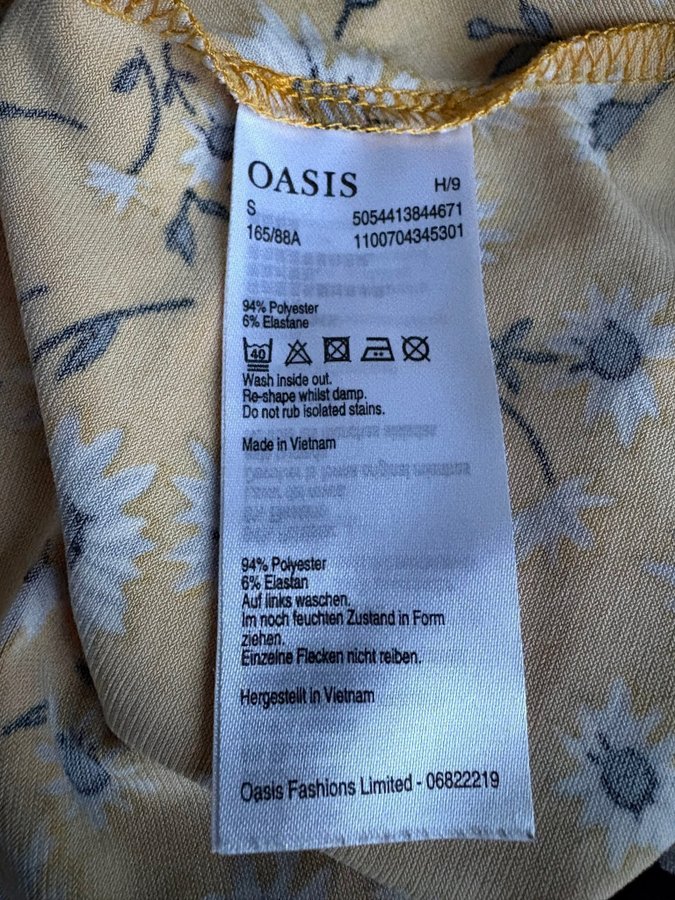 OASIS
H/9
S
5054413844671
165/88A
1100704345301
94% Polyester
6% Elastane
40
Wash inside out.
Re-shape whilst damp.
Do not rub isolated stains.
Made in Vietnam
94% Polyester
6% Elastan
Auf links waschen.
Im noch feuchten Zustand in Form
ziehen.
Einzelne Flecken nicht reiben.
Hergestellt in Vietnam
Oasis Fashions Limited - 06822219